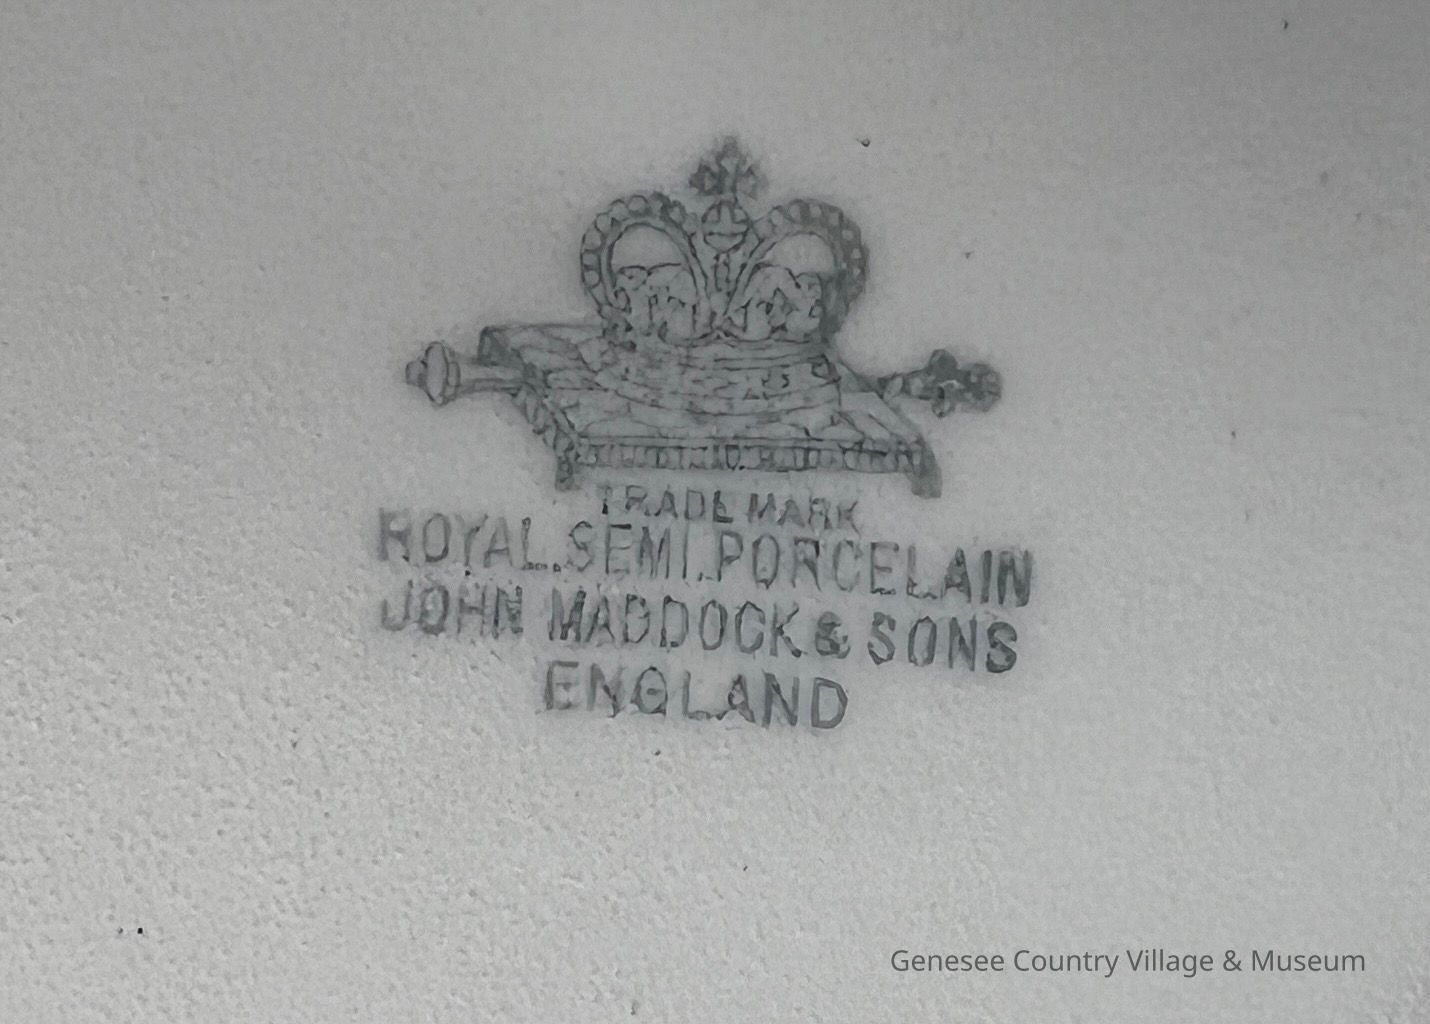 TRADE MARK
ROYAL.SEMI.PORCELAIN
JOHN MADDOCK & SONS
ENGLAND
Genesee Country Village & Museum